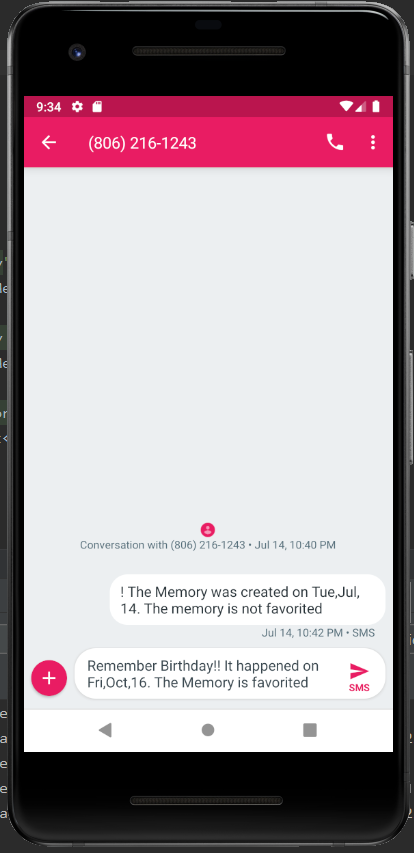 9:34
(806) 216-1243
Conversation with (806) 216-1243 • Jul 14, 10:40 PM
! The Memory was created on Tue,Jul,
14. The memory is not favorited
Jul 14, 10:42 PM • SMS
Remember Birthday!! It happened on
Fri,Oct,16. The Memory is favorited
SMS